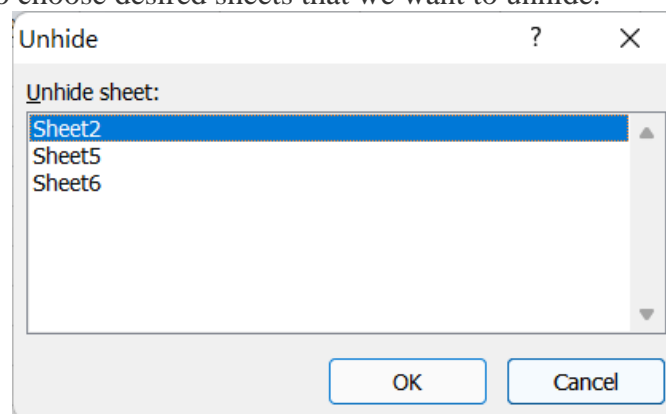 choose desired sheets that we want to unhide.
Unhide ?
Unhide sheet:
Sheet2
Sheet5
Sheet6
OK Cancel